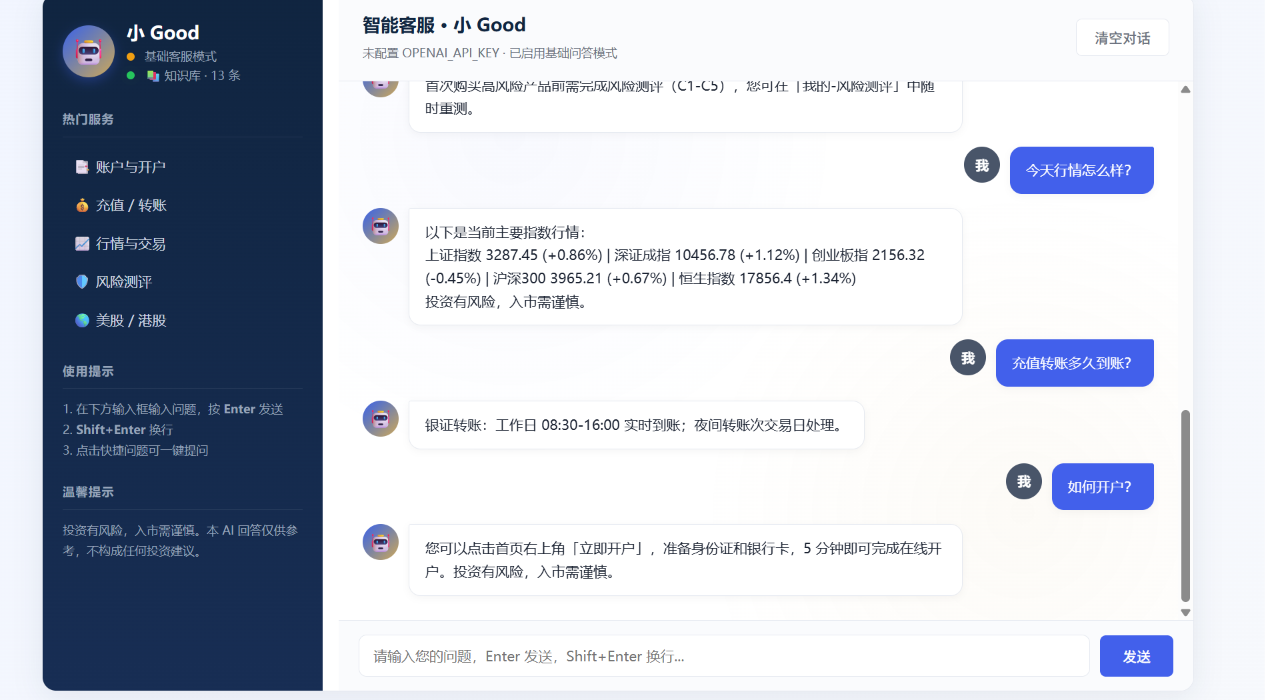 小 Good
基础客服模式
知识库 · 13 条
热门服务
账户与开户
充值 / 转账
行情与交易
风险测评
美股 / 港股
使用提示
1. 在下方输入框输入问题，按 Enter 发送
2. Shift+Enter 换行
3. 点击快捷问题可一键提问
温馨提示
投资有风险，入市需谨慎。本 AI 回答仅供参
考，不构成任何投资建议。
智能客服 • 小 Good
未配置 OPENAI_API_KEY · 已启用基础问答模式
清空对话
首次购买高风险产品前需完成风险测评（C1-C5），您可在「我的-风险测评」中随
时重测。
我
今天行情怎么样？
以下是当前主要指数行情：
上证指数 3287.45 (+0.86%) | 深证成指 10456.78 (+1.12%) | 创业板指 2156.32
(-0.45%) | 沪深300 3965.21 (+0.67%) | 恒生指数 17856.4 (+1.34%)
投资有风险，入市需谨慎。
我
充值转账多久到账？
银证转账：工作日 08:30-16:00 实时到账；夜间转账次交易日处理。
我
如何开户？
您可以点击首页右上角「立即开户」，准备身份证和银行卡，5 分钟即可完成在线开
户。投资有风险，入市需谨慎。
请输入您的问题，Enter 发送，Shift+Enter 换行...
发送